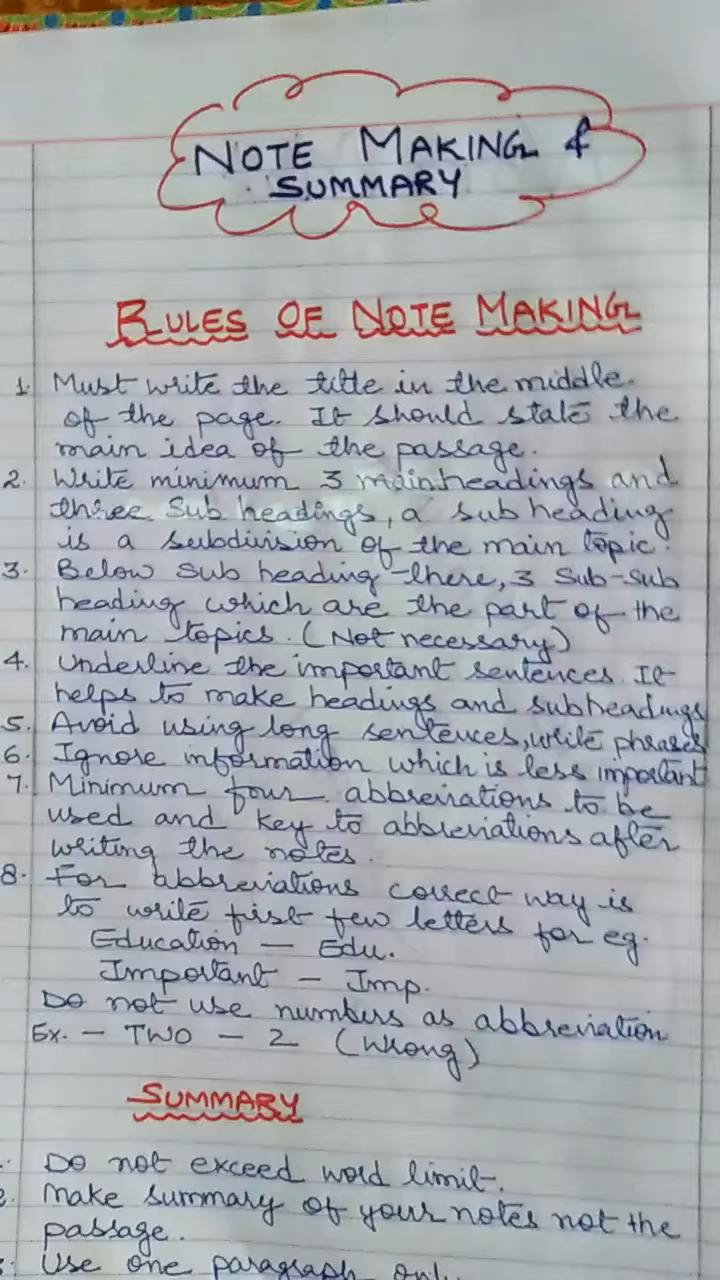 NOTE MAKING &
SUMMARY
RULES OF NOTE MAKING
1. Must write the title in the middle
of the page. It should state the
main idea of the passage.
2. Write minimum 3 main headings and
three Sub headings, a sub heading
is a subdivision of the main topic.
3. Below Sub heading there, 3 Sub-sub
heading which are the part of the
main topics. (Not necessary)
4. Underline the important sentences. It
helps to make headings and subheadings
5. Avoid using long sentences, write phrases
6. Ignore information which is less important
7. Minimum four abbreviations to be
used and key to abbreviations after
writing the notes.
8. For abbreviations correct way is
to write first few letters for eg.
Education — Edu.
Important — Imp.
Do not use numbers as abbreviation
Ex. — TWO — 2 (Wrong)
SUMMARY
Do not exceed word limit.
Make summary of your notes not the
passage.
Use one paragraph only